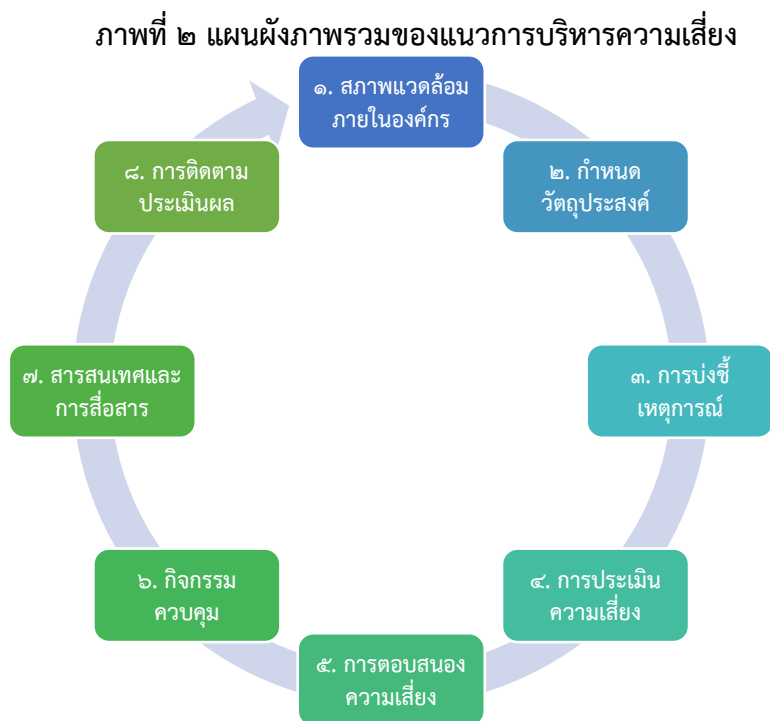 ภาพที่ ๒ แผนผังภาพรวมของแนวการบริหารความเสี่ยง
๑. สภาพแวดล้อม
ภายในองค์กร
๒. กำหนด
วัตถุประสงค์
๓. การบ่งชี้
เหตุการณ์
๔. การประเมิน
ความเสี่ยง
๕. การตอบสนอง
ความเสี่ยง
๖. กิจกรรม
ควบคุม
๗. สารสนเทศและ
การสื่อสาร
๘. การติดตาม
ประเมินผล